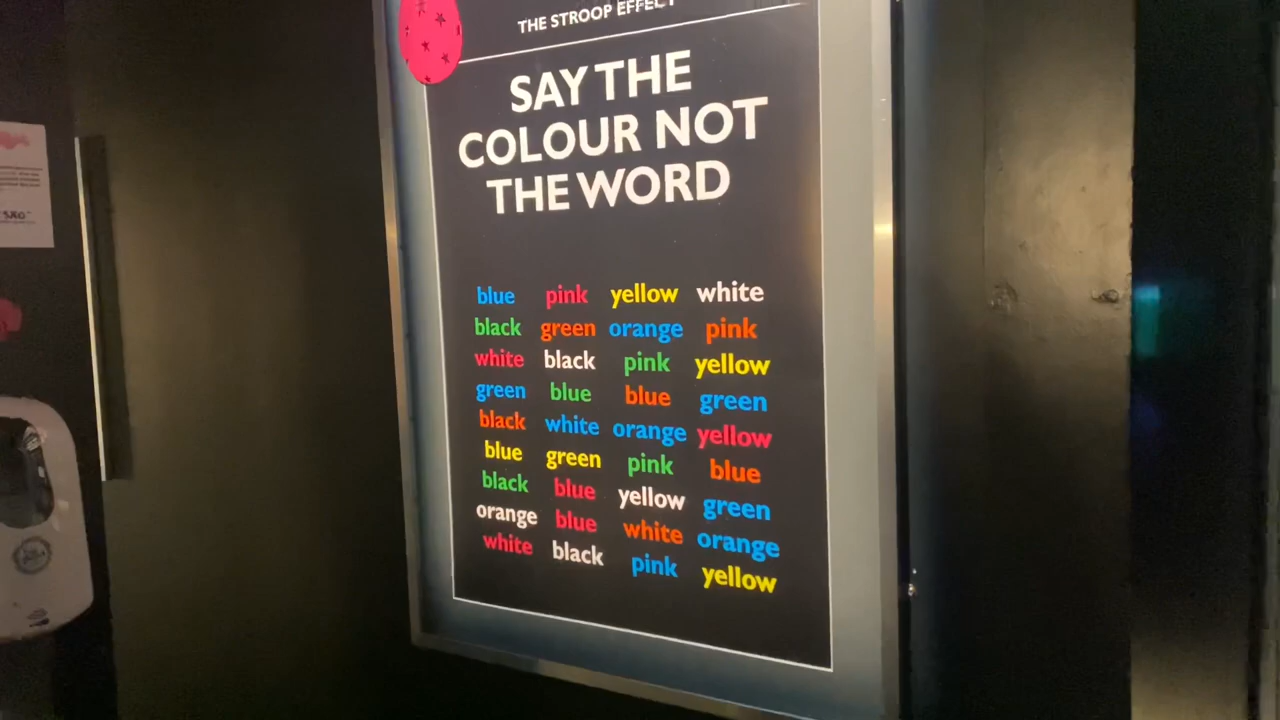 THE STROOP EFFECT
SAY THE
COLOUR NOT
THE WORD
blue pink yellow white
black green orange pink
white black pink yellow
green blue blue green
black white orange yellow
blue green pink blue
black blue yellow green
orange blue white orange
white black pink yellow